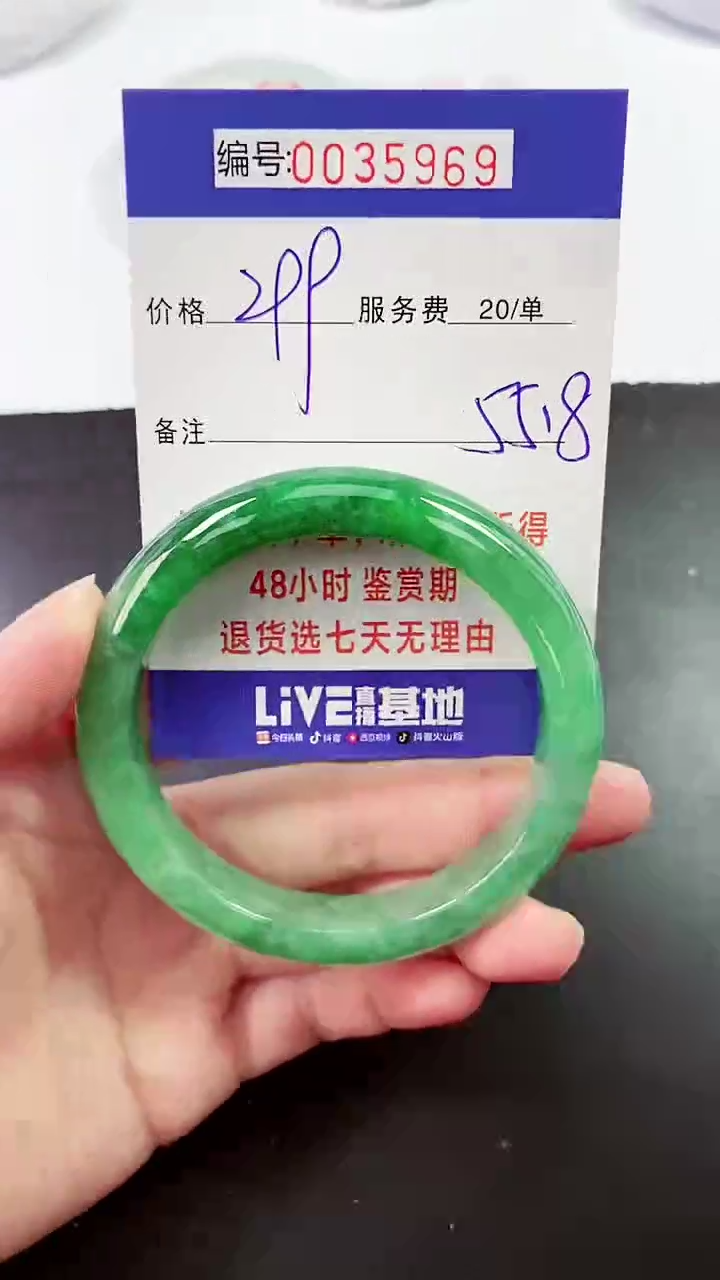 编号:0035969
价格 299 服务费 20/单
55.8
备注
得
48小时 鉴赏期
退货选七天无理由
LiVE直播基地
今日头条 抖音 西瓜视频 抖音火山版